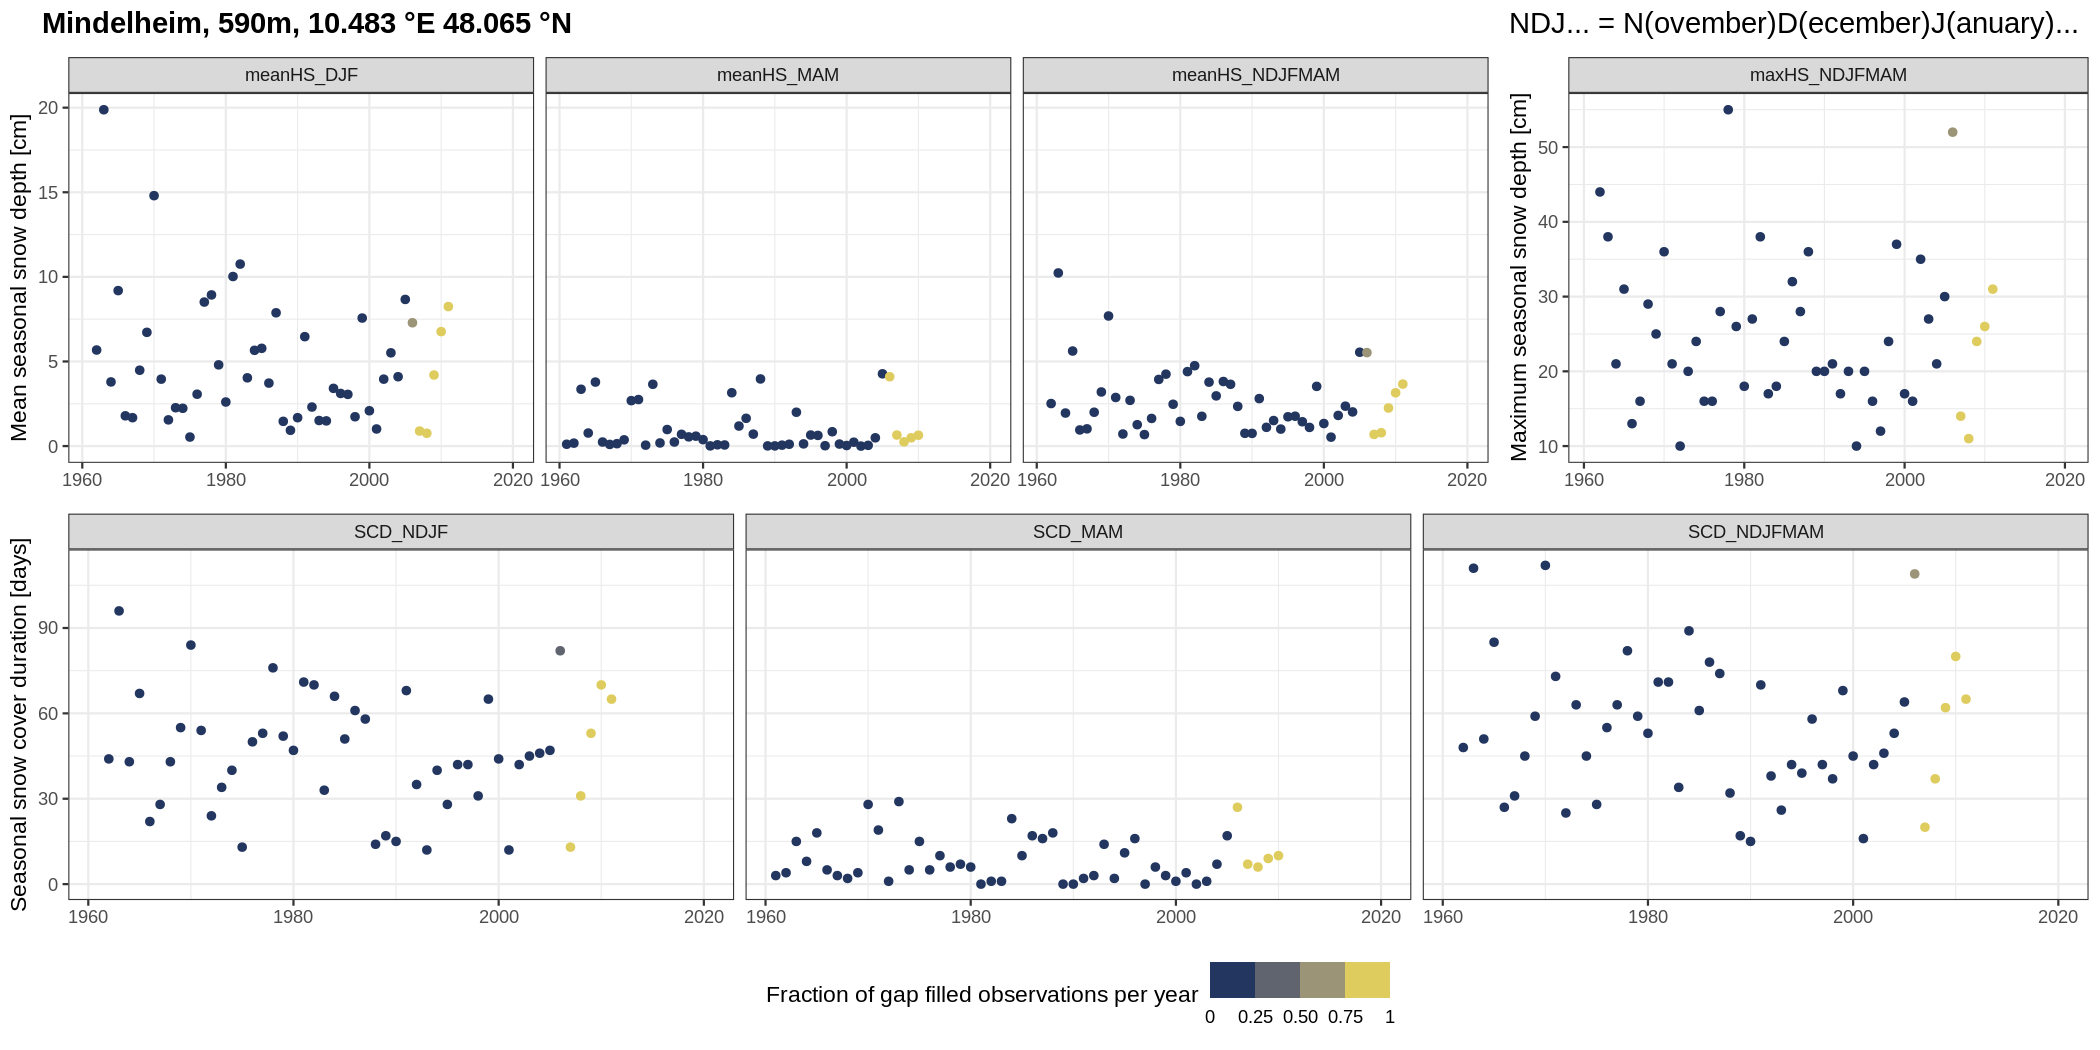 Mindelheim, 590m, 10.483 °E 48.065 °N
NDJ... = N(ovember)D(ecember)J(anuary)...
meanHS_DJF
meanHS_MAM
meanHS_NDJFMAM
maxHS_NDJFMAM
Mean seasonal snow depth [cm]
20
15
10
5
0
1960 1980 2000 2020
1960 1980 2000 2020
1960 1980 2000 2020
Maximum seasonal snow depth [cm]
50
40
30
20
10
1960 1980 2000 2020
SCD_NDJF
SCD_MAM
SCD_NDJFMAM
Seasonal snow cover duration [days]
90
60
30
0
1960 1980 2000 2020
1960 1980 2000 2020
1960 1980 2000 2020
Fraction of gap filled observations per year
0 0.25 0.50 0.75 1